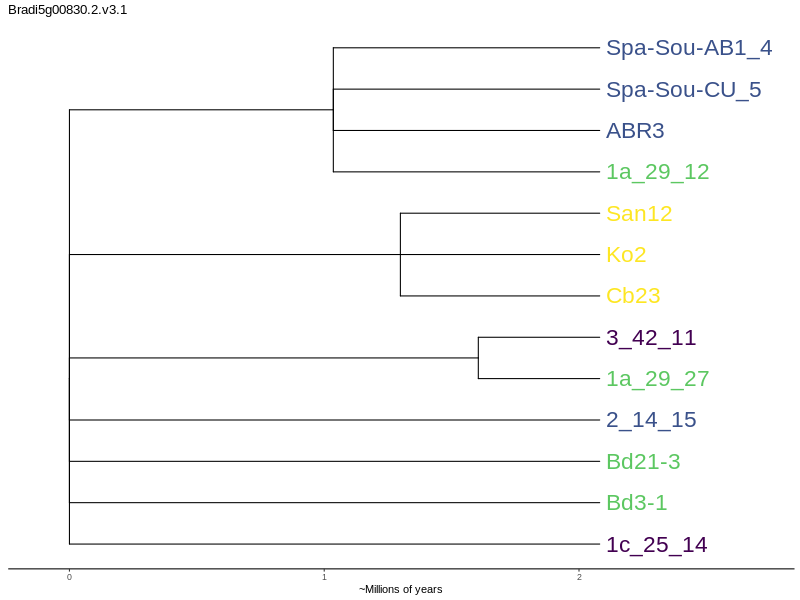 Bradi5g00830.2.v3.1
Spa-Sou-AB1_4
Spa-Sou-CU_5
ABR3
1a_29_12
San12
Ko2
Cb23
3_42_11
1a_29_27
2_14_15
Bd21-3
Bd3-1
1c_25_14
0 1 2
~Millions of years